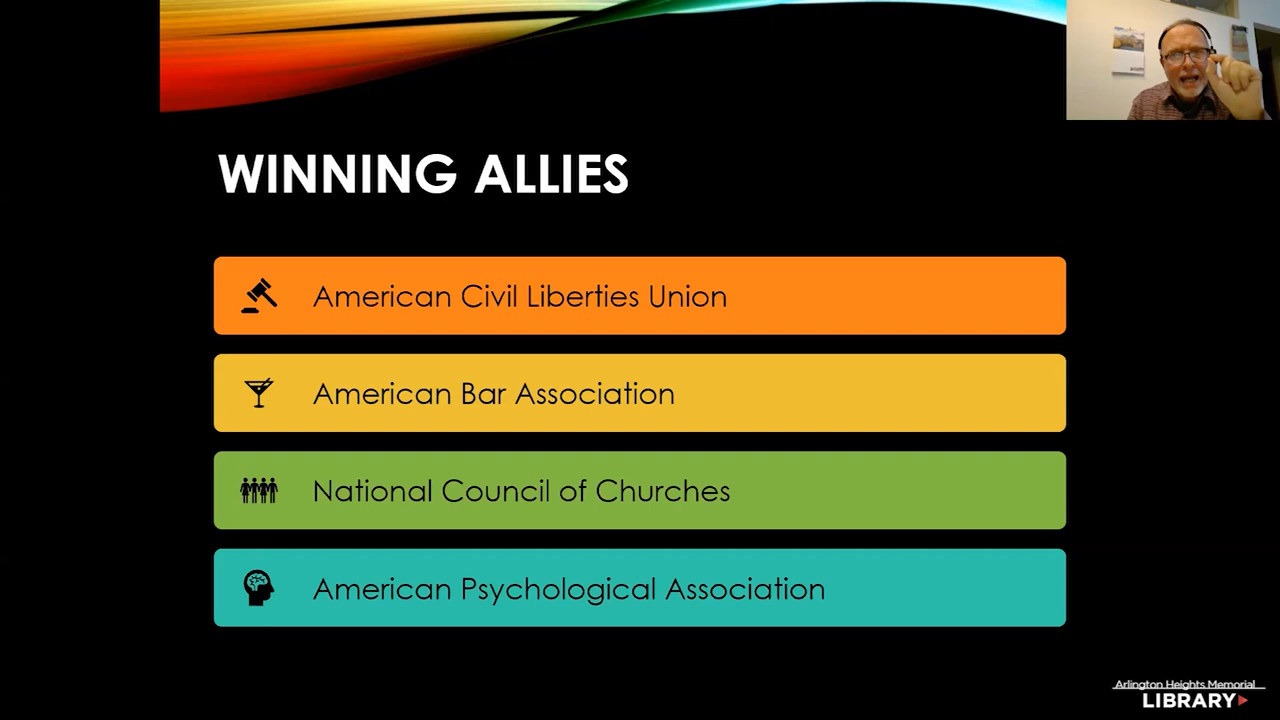 WINNING ALLIES
American Civil Liberties Union
American Bar Association
National Council of Churches
American Psychological Association
Arlington Heights Memorial
LIBRARY